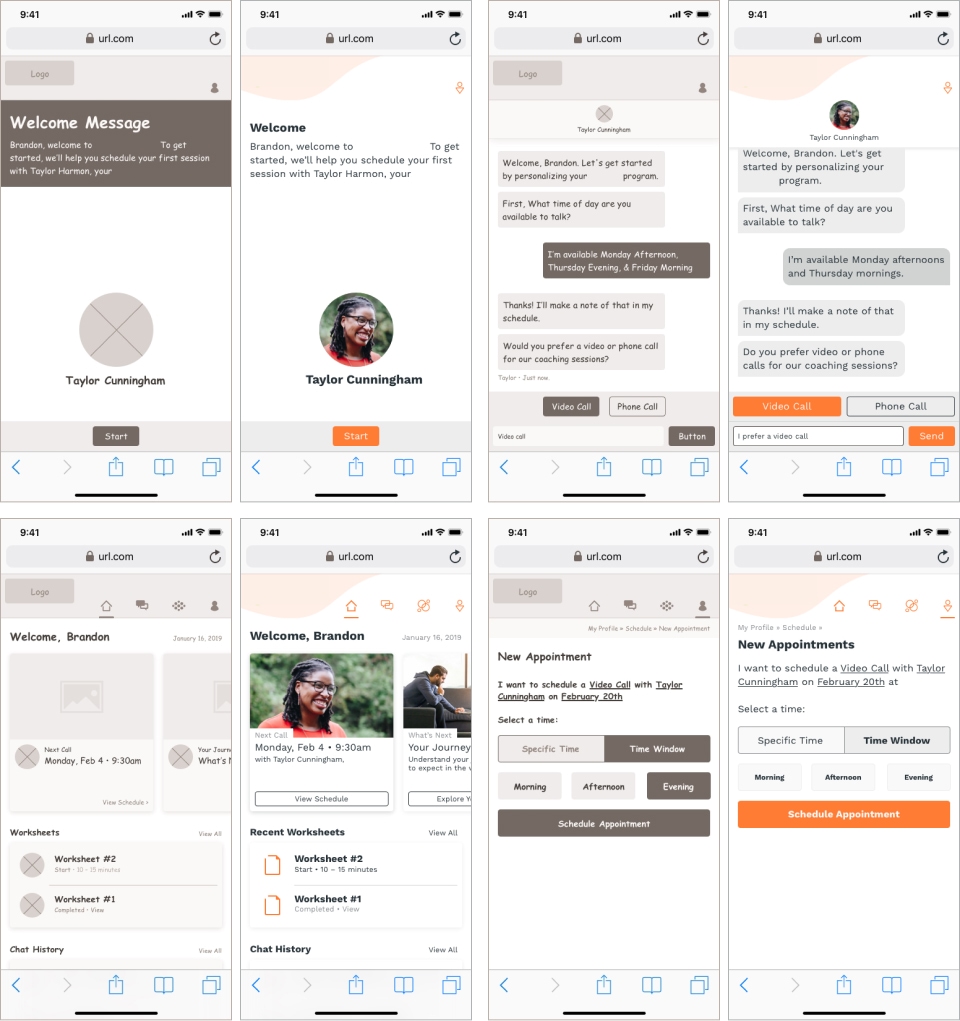 9:41
url.com
Logo
Welcome Message
Brandon, welcome to To get
started, we'll help you schedule your first session
with Taylor Harmon, your
Taylor Cunningham
Start
9:41
url.com
Welcome
Brandon, welcome to To get
started, we'll help you schedule your first
session with Taylor Harmon, your
Taylor Cunningham
Start
9:41
url.com
Logo
Taylor Cunningham
Welcome, Brandon. Let's get started
by personalizing your program.
First, What time of day are you
available to talk?
I'm available Monday Afternoon,
Thursday Evening, & Friday Morning
Thanks! I'll make a note of that in my
schedule.
Would you prefer a video or phone call
for our coaching sessions?
Taylor • Just now
Video Call
Phone Call
Video call
Button
9:41
url.com
Taylor Cunningham
Welcome, Brandon. Let's get
started by personalizing your
program.
First, What time of day are you
available to talk?
I'm available Monday afternoons
and Thursday mornings.
Thanks! I'll make a note of that
in my schedule.
Do you prefer video or phone
calls for our coaching sessions?
Video Call
Phone Call
I prefer a video call
Send
9:41
url.com
Logo
Welcome, Brandon
January 16, 2019
Next Call
Monday, Feb 4 • 9:30am
View Schedule >
Your Journ
What's N
Worksheets
View All
Worksheet #2
Start • 10 – 15 minutes
Worksheet #1
Completed • View
Chat History
View All
9:41
url.com
Welcome, Brandon
January 16, 2019
Next Call
Monday, Feb 4 • 9:30am
with Taylor Cunningham,
View Schedule
What's Next
Your Journey
Understand your
to expect in the
Explore Y
Recent Worksheets
View All
Worksheet #2
Start • 10 – 15 minutes
Worksheet #1
Completed • View
Chat History
View All
9:41
url.com
Logo
My Profile » Schedule » New Appointment
New Appointment
I want to schedule a Video Call with Taylor
Cunningham on February 20th
Select a time:
Specific Time
Time Window
Morning
Afternoon
Evening
Schedule Appointment
9:41
url.com
My Profile » Schedule »
New Appointments
I want to schedule a Video Call with Taylor
Cunningham on February 20th at
Select a time:
Specific Time
Time Window
Morning
Afternoon
Evening
Schedule Appointment